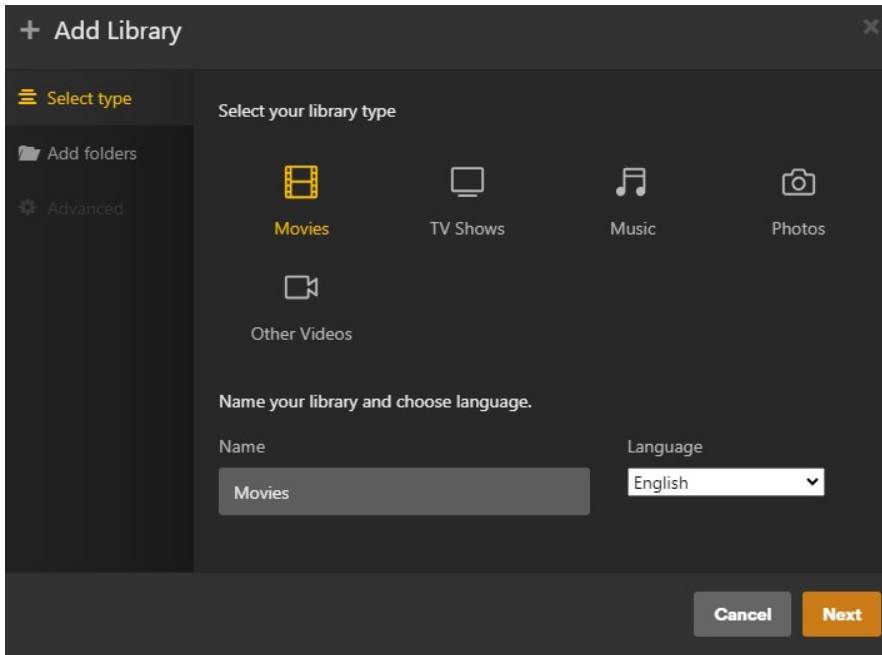 Add Library
Select type
Add folders
Advanced
Select your library type
Movies
TV Shows
Music
Photos
Other Videos
Name your library and choose language.
Name
Language
Movies
English
Cancel
Next